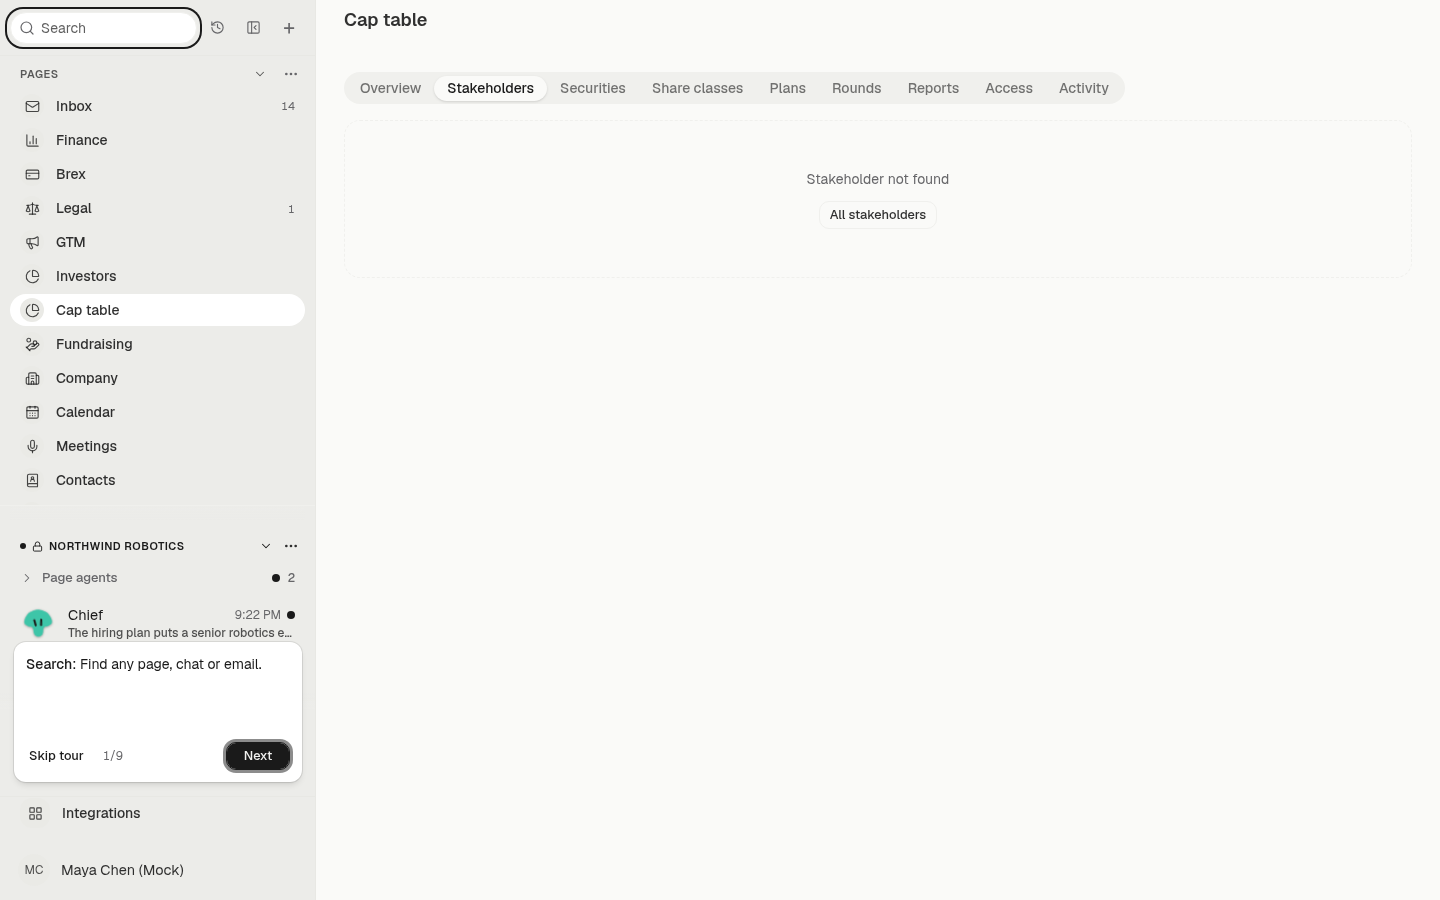 Search
PAGES
Inbox 14
Finance
Brex
Legal 1
GTM
Investors
Cap table
Fundraising
Company
Calendar
Meetings
Contacts
NORTHWIND ROBOTICS
Page agents 2
Chief 9:22 PM
The hiring plan puts a senior robotics e…
Search: Find any page, chat or email.
Skip tour 1/9 Next
Integrations
MC Maya Chen (Mock)
Cap table
Overview Stakeholders Securities Share classes Plans Rounds Reports Access Activity
Stakeholder not found
All stakeholders